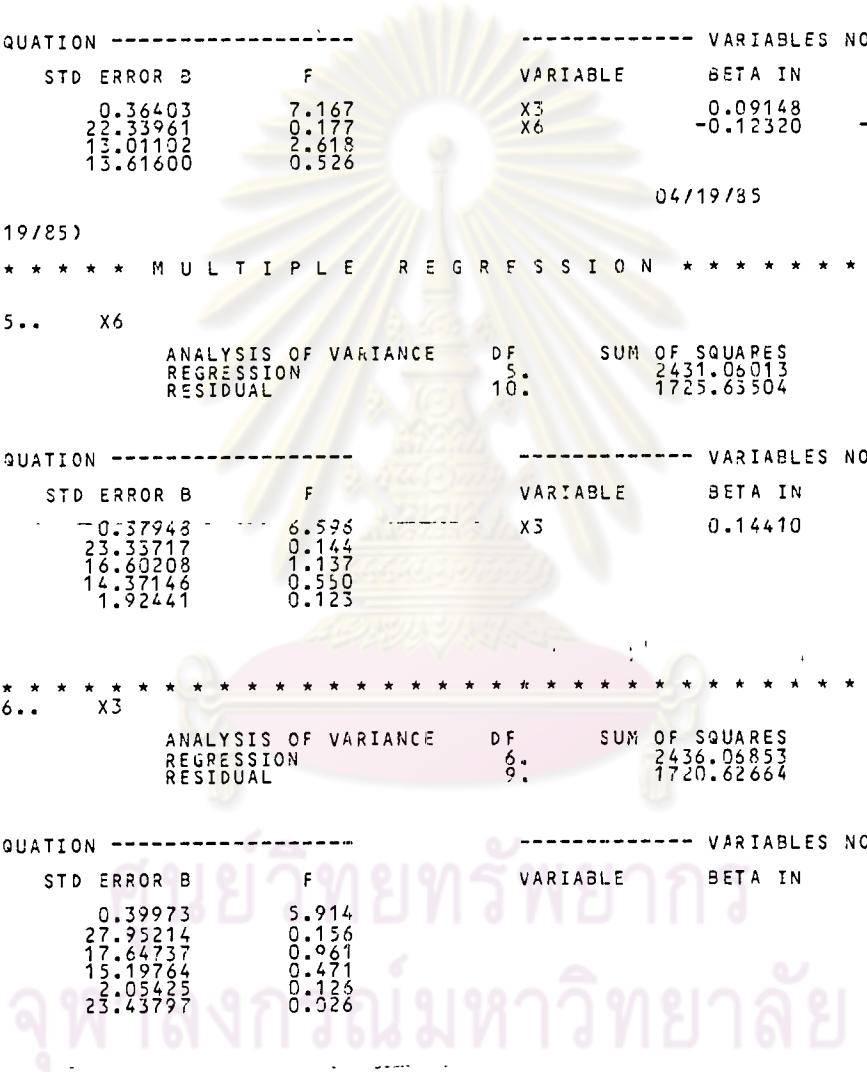 QUATION ------------------ ------------- VARIABLES NO
STD ERROR B F VARIABLE BETA IN
0.36403 7.167 X3 0.09148
22.33961 0.177 X6 -0.12320 -
13.01102 2.618
13.61600 0.526
04/19/85
19/85)
* * * * * M U L T I P L E R E G R E S S I O N * * * * * * *
5.. X6
ANALYSIS OF VARIANCE DF SUM OF SQUARES
REGRESSION 5. 2431.06013
RESIDUAL 10. 1725.63504
QUATION ------------------ ------------- VARIABLES NO
STD ERROR B F VARIABLE BETA IN
0.37948 6.596 X3 0.14410
23.33717 0.144
16.60208 1.137
14.37146 0.550
1.92441 0.123
* * * * * * * * * * * * * * * * * * * * * * * * * * * * * * * *
6.. X3
ANALYSIS OF VARIANCE DF SUM OF SQUARES
REGRESSION 6. 2436.06853
RESIDUAL 9. 1720.62664
QUATION ------------------ ------------- VARIABLES NO
STD ERROR B F VARIABLE BETA IN
0.39973 5.914
27.95214 0.156
17.64737 0.961
15.19764 0.471
2.05425 0.126
23.43797 0.026
ศูนย์วิทยทรัพยากร
จุฬาลงกรณ์มหาวิทยาลัย